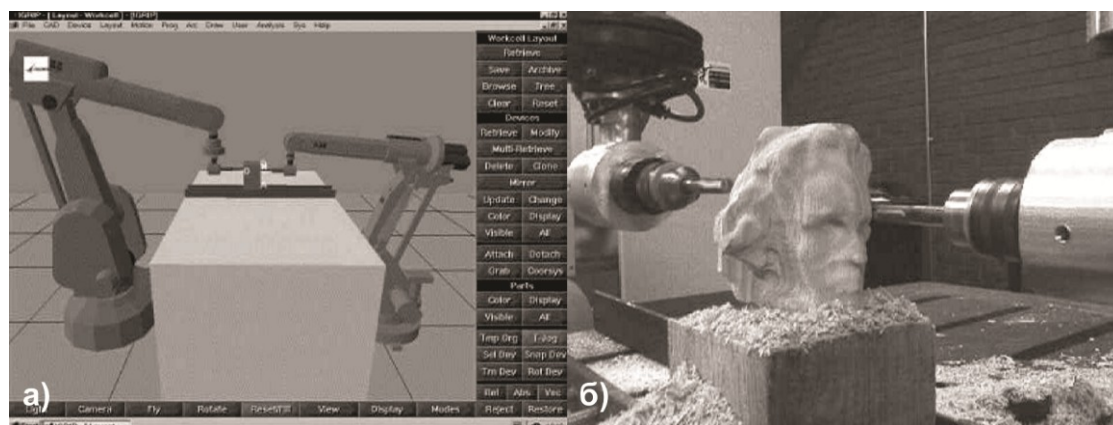 IGRIP - [ Layout - Workcell ] - [IGRIP]
File CAD Device Layout Motion Prog Arc Draw User Analysis Sys Help
Workcell Layout
Retrieve
Save Archive
Browse Tree
Clear Reset
Devices
Retrieve Modify
Multi-Retrieve
Delete Clone
Mirror
Update Change
Color Display
Visible All
Attach Detach
Grab Coorsys
Parts
Color Display
Visible All
Tmp Org T-Jog
Sel Dev Snap Dev
Trn Dev Rot Dev
Rel Abs Vec
Light Camera Fly Rotate View Display Modes Reject Restore
а)
б)